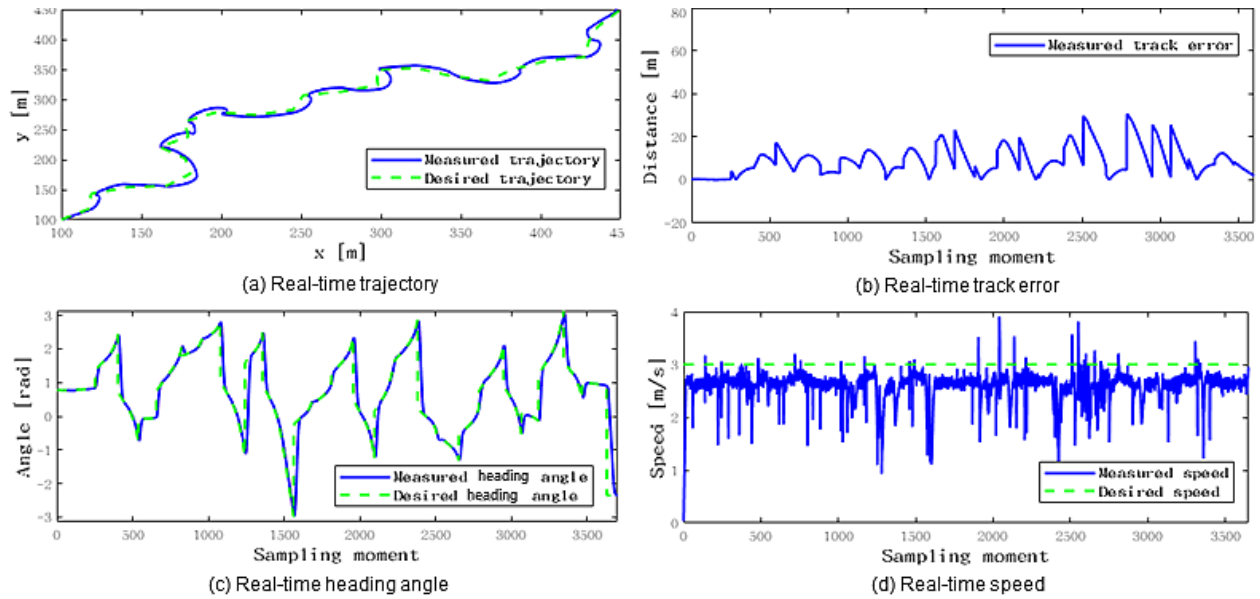 450
400
350
300
250
200
150
100
y [m]
Measured trajectory
Desired trajectory
100 150 200 250 300 350 400 45
x [m]
(a) Real-time trajectory
80
60
40
20
0
-20
Distance [m]
Measured track error
0 500 1000 1500 2000 2500 3000 3500
Sampling moment
(b) Real-time track error
3
2
1
0
-1
-2
-3
Angle [rad]
Measured heading angle
Desired heading angle
0 500 1000 1500 2000 2500 3000 3500
Sampling moment
(c) Real-time heading angle
4
3
2
1
0
Speed [m/s]
Measured speed
Desired speed
0 500 1000 1500 2000 2500 3000 3500
Sampling moment
(d) Real-time speed